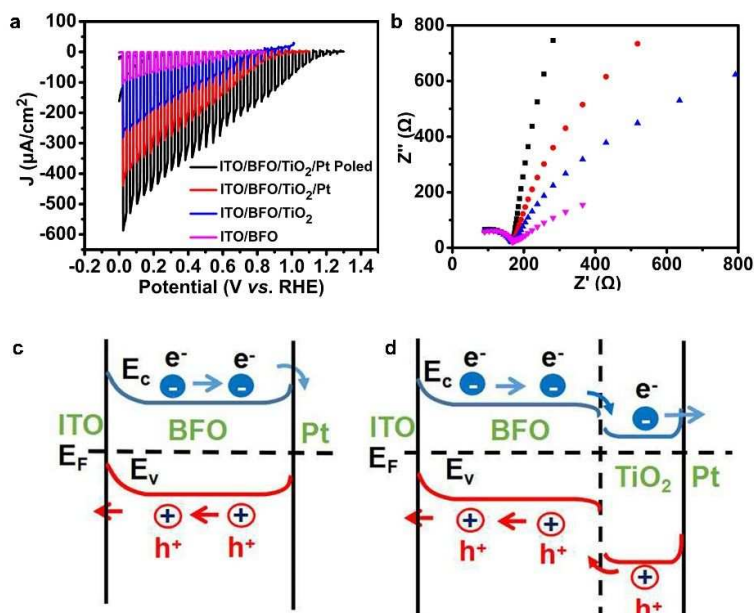 a
J (µA/cm²)
0
-100
-200
-300
-400
-500
-600
ITO/BFO/TiO₂/Pt Poled
ITO/BFO/TiO₂/Pt
ITO/BFO/TiO₂
ITO/BFO
0.0 0.2 0.4 0.6 0.8 1.0 1.2 1.4
Potential (V vs. RHE)
b
Z'' (Ω)
800
600
400
200
0
0 200 400 600 800
Z' (Ω)
c
Ec
e⁻ e⁻
- -
ITO BFO Pt
EF
Ev
+ +
h⁺ h⁺
d
Ec
e⁻ e⁻
- -
e⁻
-
ITO BFO
EF
Ev
TiO₂ Pt
+ +
h⁺ h⁺
+
h⁺